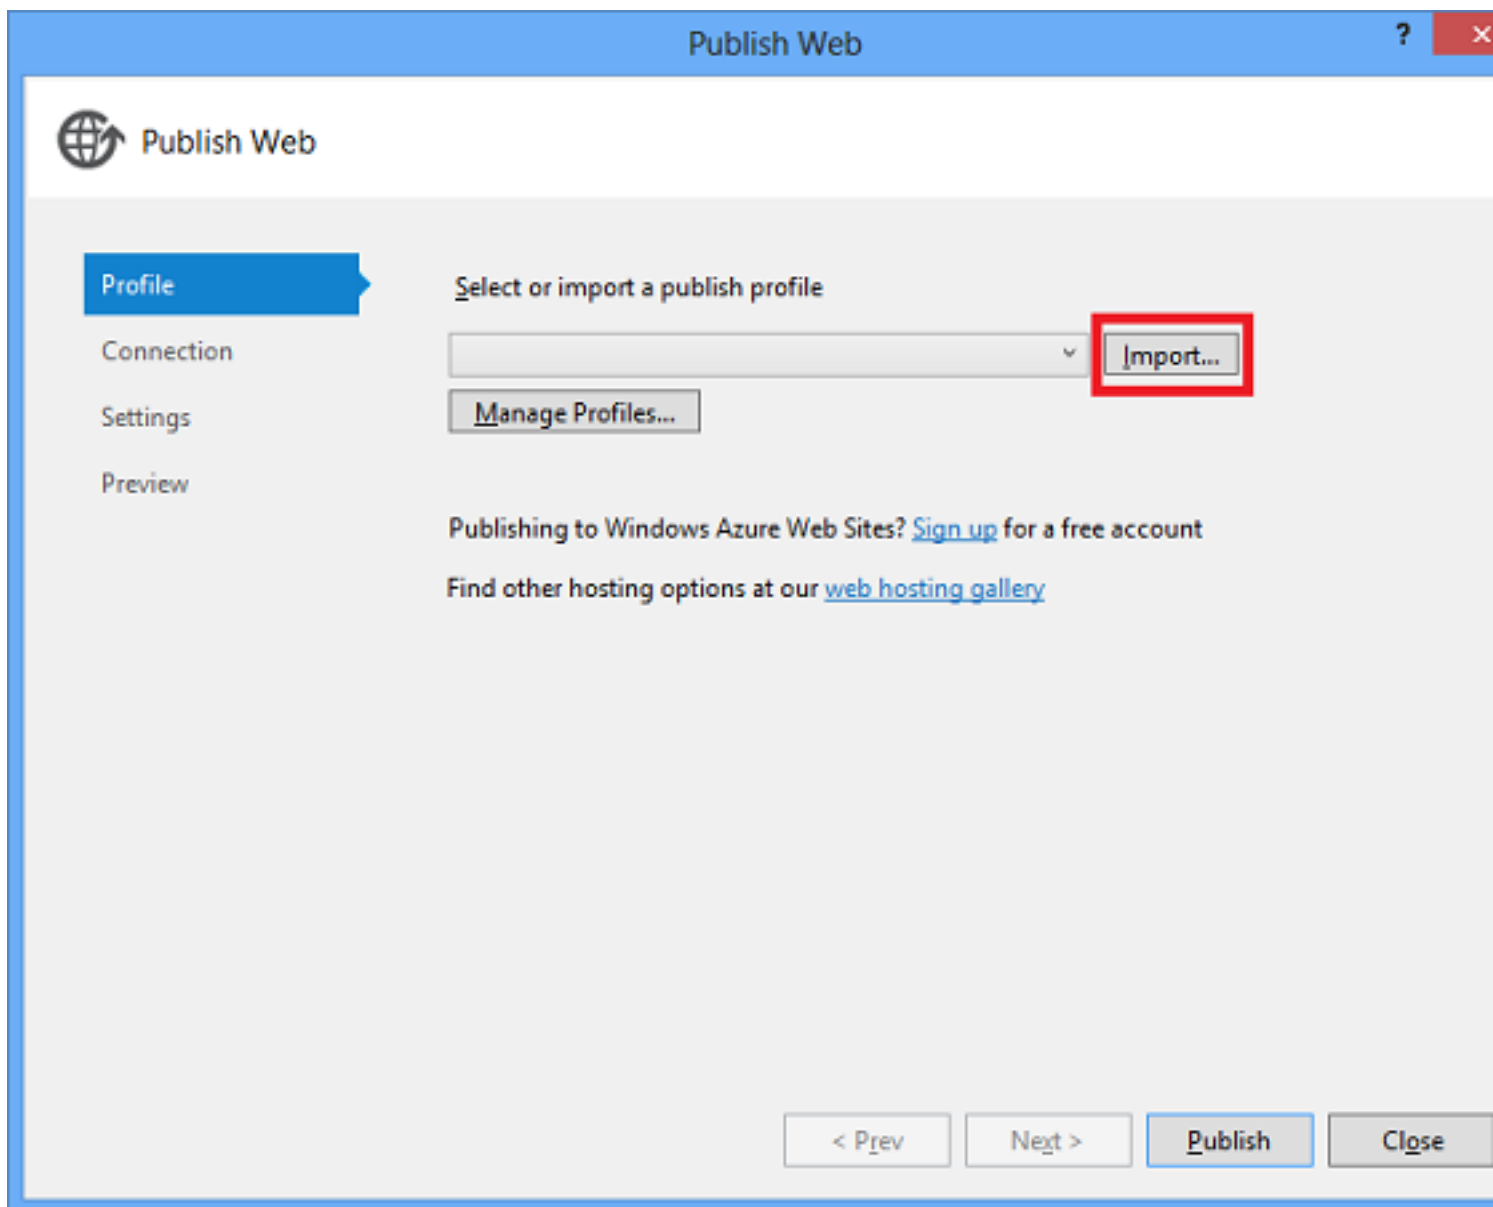 Publish Web
?
Publish Web
Profile
Connection
Settings
Preview
Select or import a publish profile
Import...
Manage Profiles...
Publishing to Windows Azure Web Sites? Sign up for a free account
Find other hosting options at our web hosting gallery
< Prev
Next >
Publish
Close